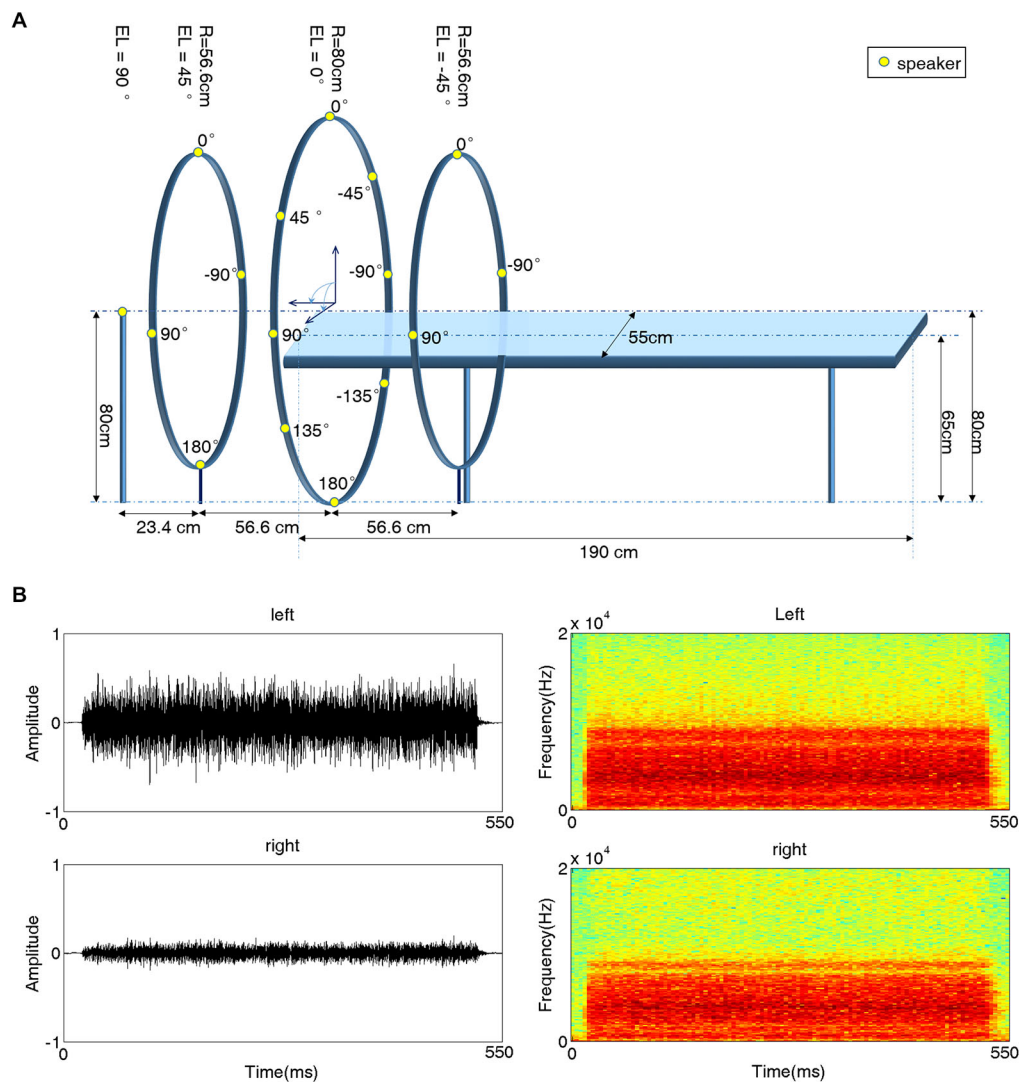 A
EL = 90 °
R=56.6cm
EL = 45 °
R=80cm
EL = 0 °
R=56.6cm
EL = -45 °
speaker
0°
0°
0°
-45°
45 °
-90°
-90°
-90°
90°
90°
90°
55cm
-135°
135°
180°
180°
80cm
65cm
80cm
23.4 cm
56.6 cm
56.6 cm
190 cm
B
left
1
0
-1
Amplitude
0
550
Left
2
x 10 4
0
Frequency(Hz)
0
550
right
1
0
-1
Amplitude
0
550
Time(ms)
right
2
x 10 4
0
Frequency(Hz)
0
550
Time(ms)